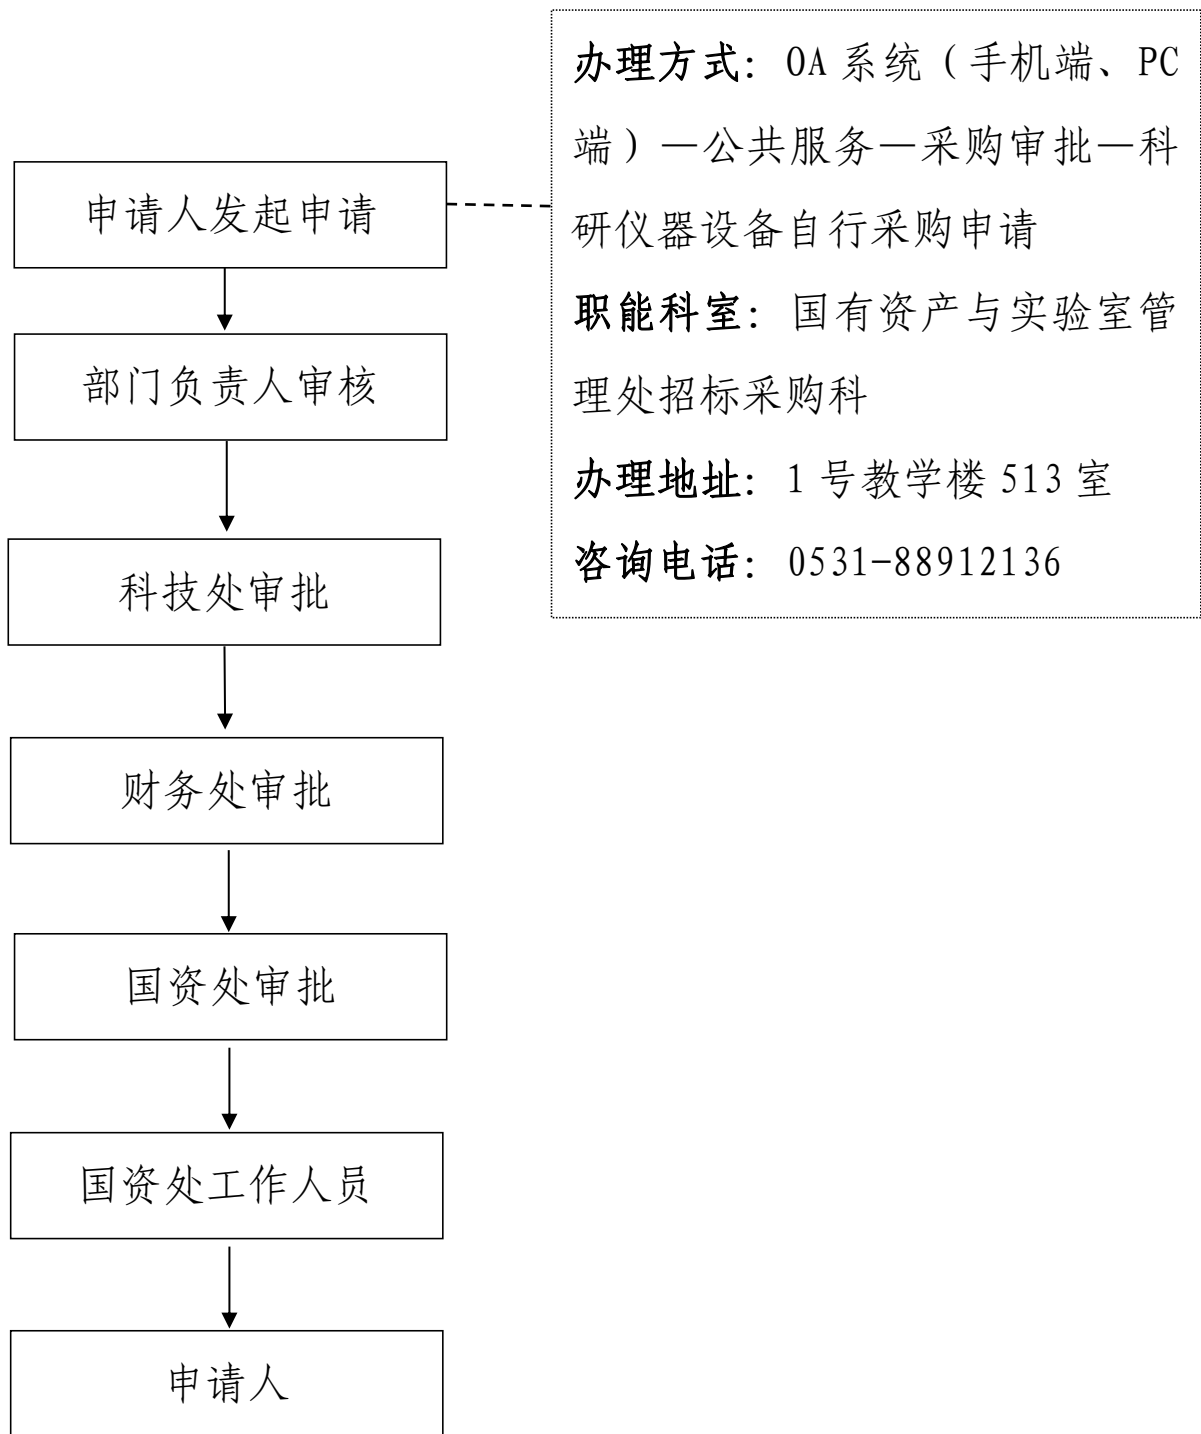 办理方式：OA 系统（手机端、PC
端）—公共服务—采购审批—科
研仪器设备自行采购申请
职能科室：国有资产与实验室管
理处招标采购科
办理地址：1 号教学楼 513 室
咨询电话：0531-88912136
申请人发起申请
部门负责人审核
科技处审批
财务处审批
国资处审批
国资处工作人员
申请人